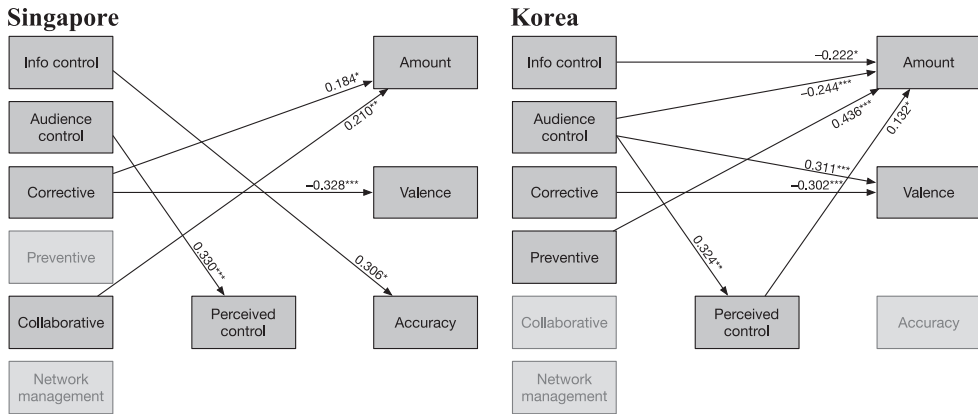 Singapore
Info control
Audience
control
Corrective
Preventive
Collaborative
Network
management
Perceived
control
Amount
Valence
Accuracy
0.184*
0.210**
−0.328***
0.330***
0.306*
Korea
Info control
Audience
control
Corrective
Preventive
Collaborative
Network
management
Perceived
control
Amount
Valence
Accuracy
−0.222*
−0.244***
0.436***
0.132*
0.311***
−0.302***
0.324**